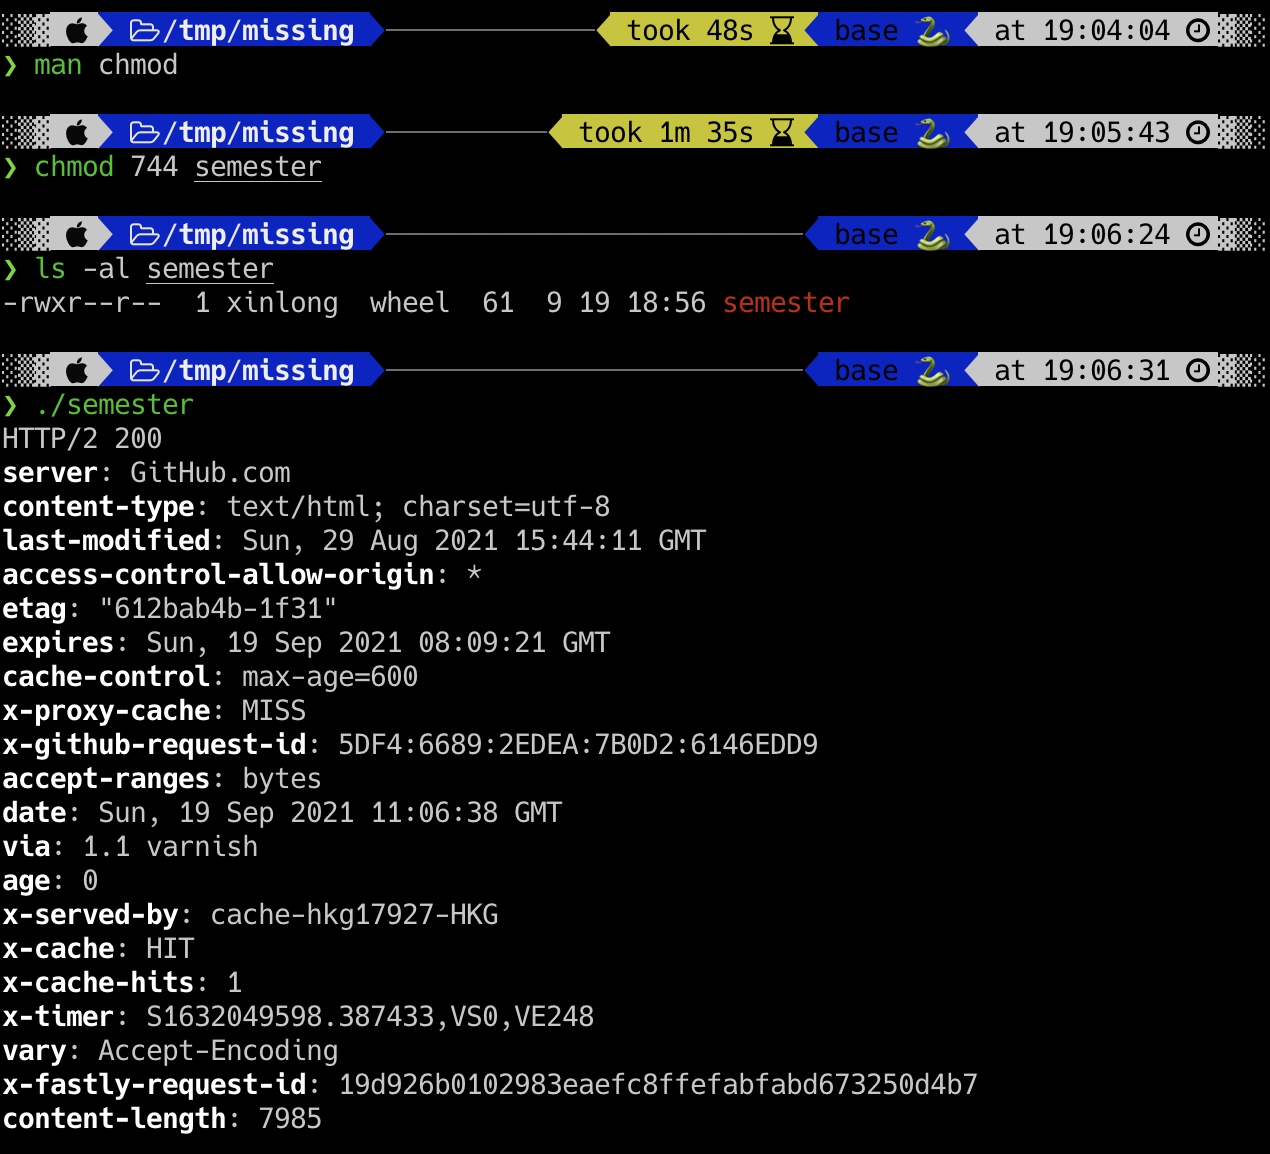 /tmp/missing took 48s base at 19:04:04
❯ man chmod
/tmp/missing took 1m 35s base at 19:05:43
❯ chmod 744 semester
/tmp/missing base at 19:06:24
❯ ls -al semester
-rwxr--r--  1 xinlong  wheel  61  9 19 18:56 semester
/tmp/missing base at 19:06:31
❯ ./semester
HTTP/2 200
server: GitHub.com
content-type: text/html; charset=utf-8
last-modified: Sun, 29 Aug 2021 15:44:11 GMT
access-control-allow-origin: *
etag: "612bab4b-1f31"
expires: Sun, 19 Sep 2021 08:09:21 GMT
cache-control: max-age=600
x-proxy-cache: MISS
x-github-request-id: 5DF4:6689:2EDEA:7B0D2:6146EDD9
accept-ranges: bytes
date: Sun, 19 Sep 2021 11:06:38 GMT
via: 1.1 varnish
age: 0
x-served-by: cache-hkg17927-HKG
x-cache: HIT
x-cache-hits: 1
x-timer: S1632049598.387433,VS0,VE248
vary: Accept-Encoding
x-fastly-request-id: 19d926b0102983eaefc8ffefabfabd673250d4b7
content-length: 7985